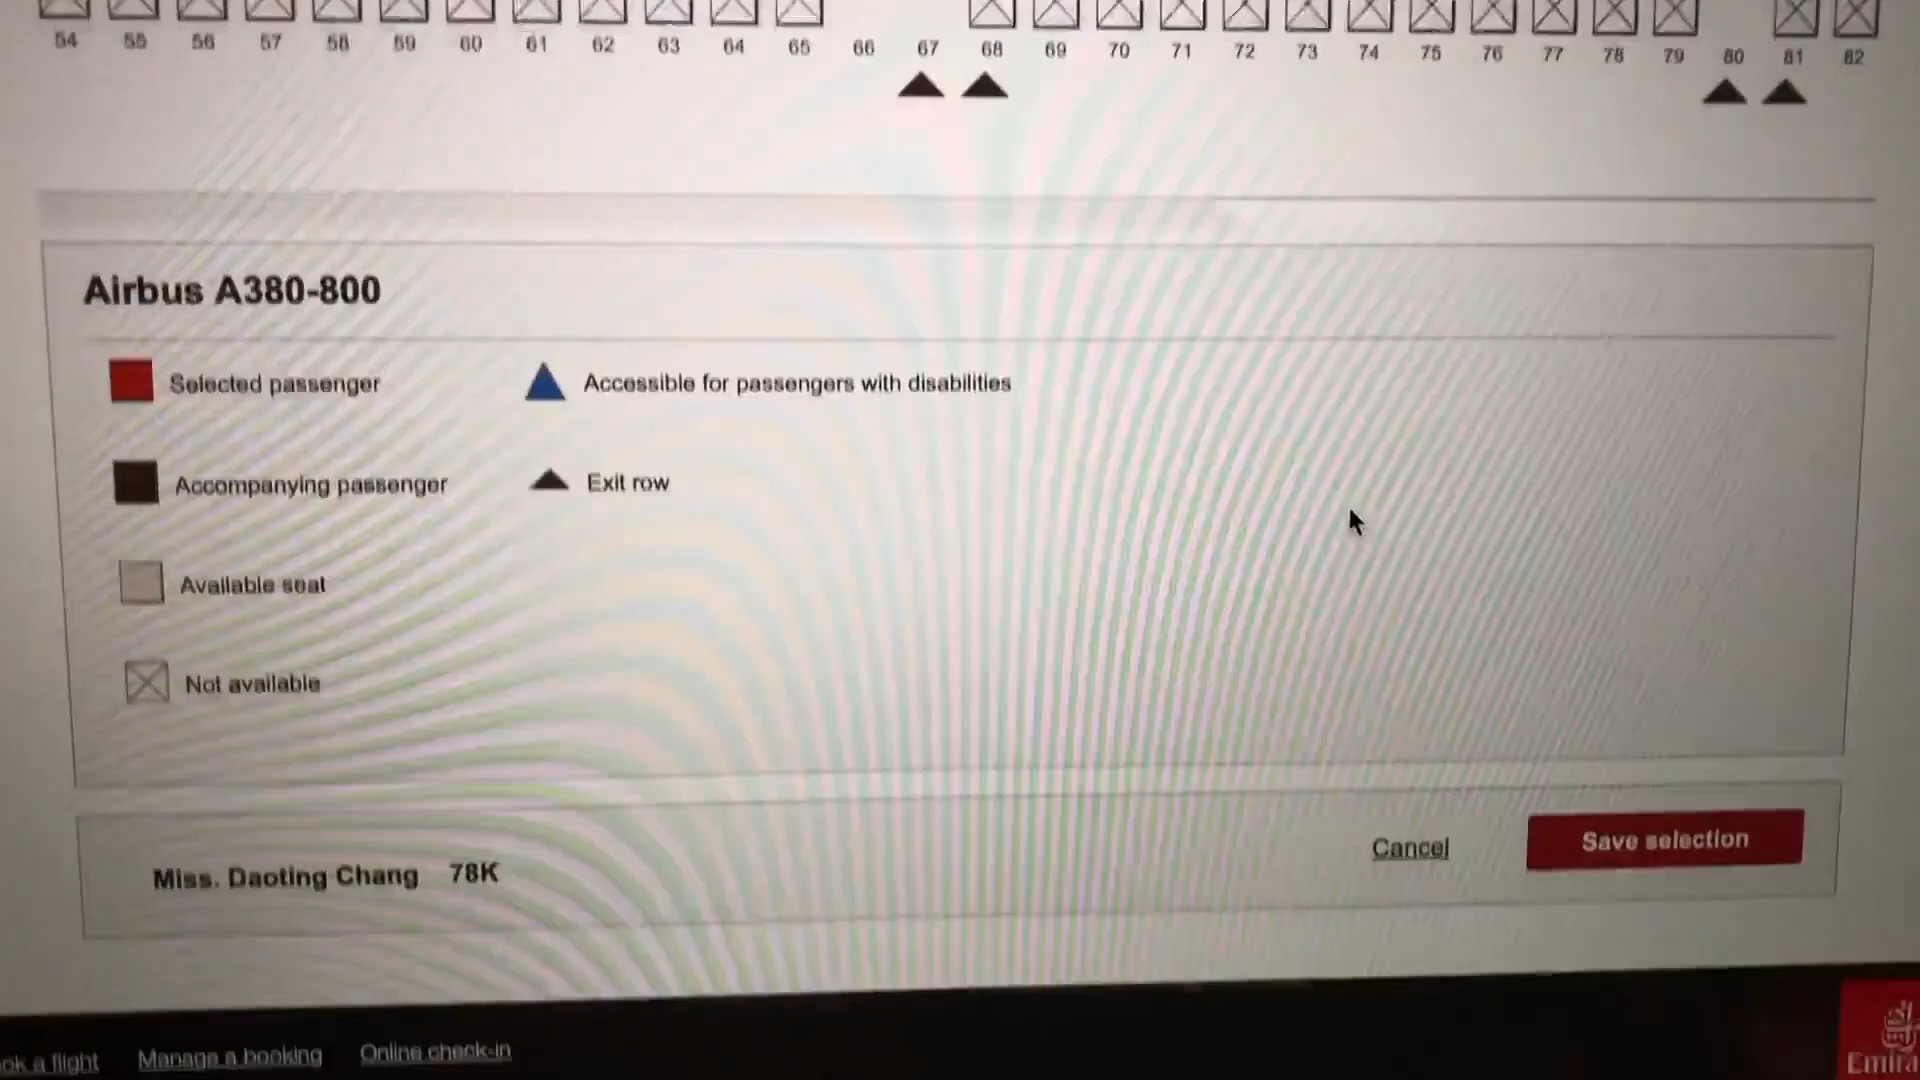 54 55 56 57 58 59 60 61 62 63 64 65 66 67 68 69 70 71 72 73 74 75 76 77 78 79 80 81 82
Airbus A380-800
Selected passenger
Accessible for passengers with disabilities
Accompanying passenger
Exit row
Available seat
Not available
Miss. Daoting Chang 78K
Cancel
Save selection
ok a flight
Manage a booking
Online check-in
Emira